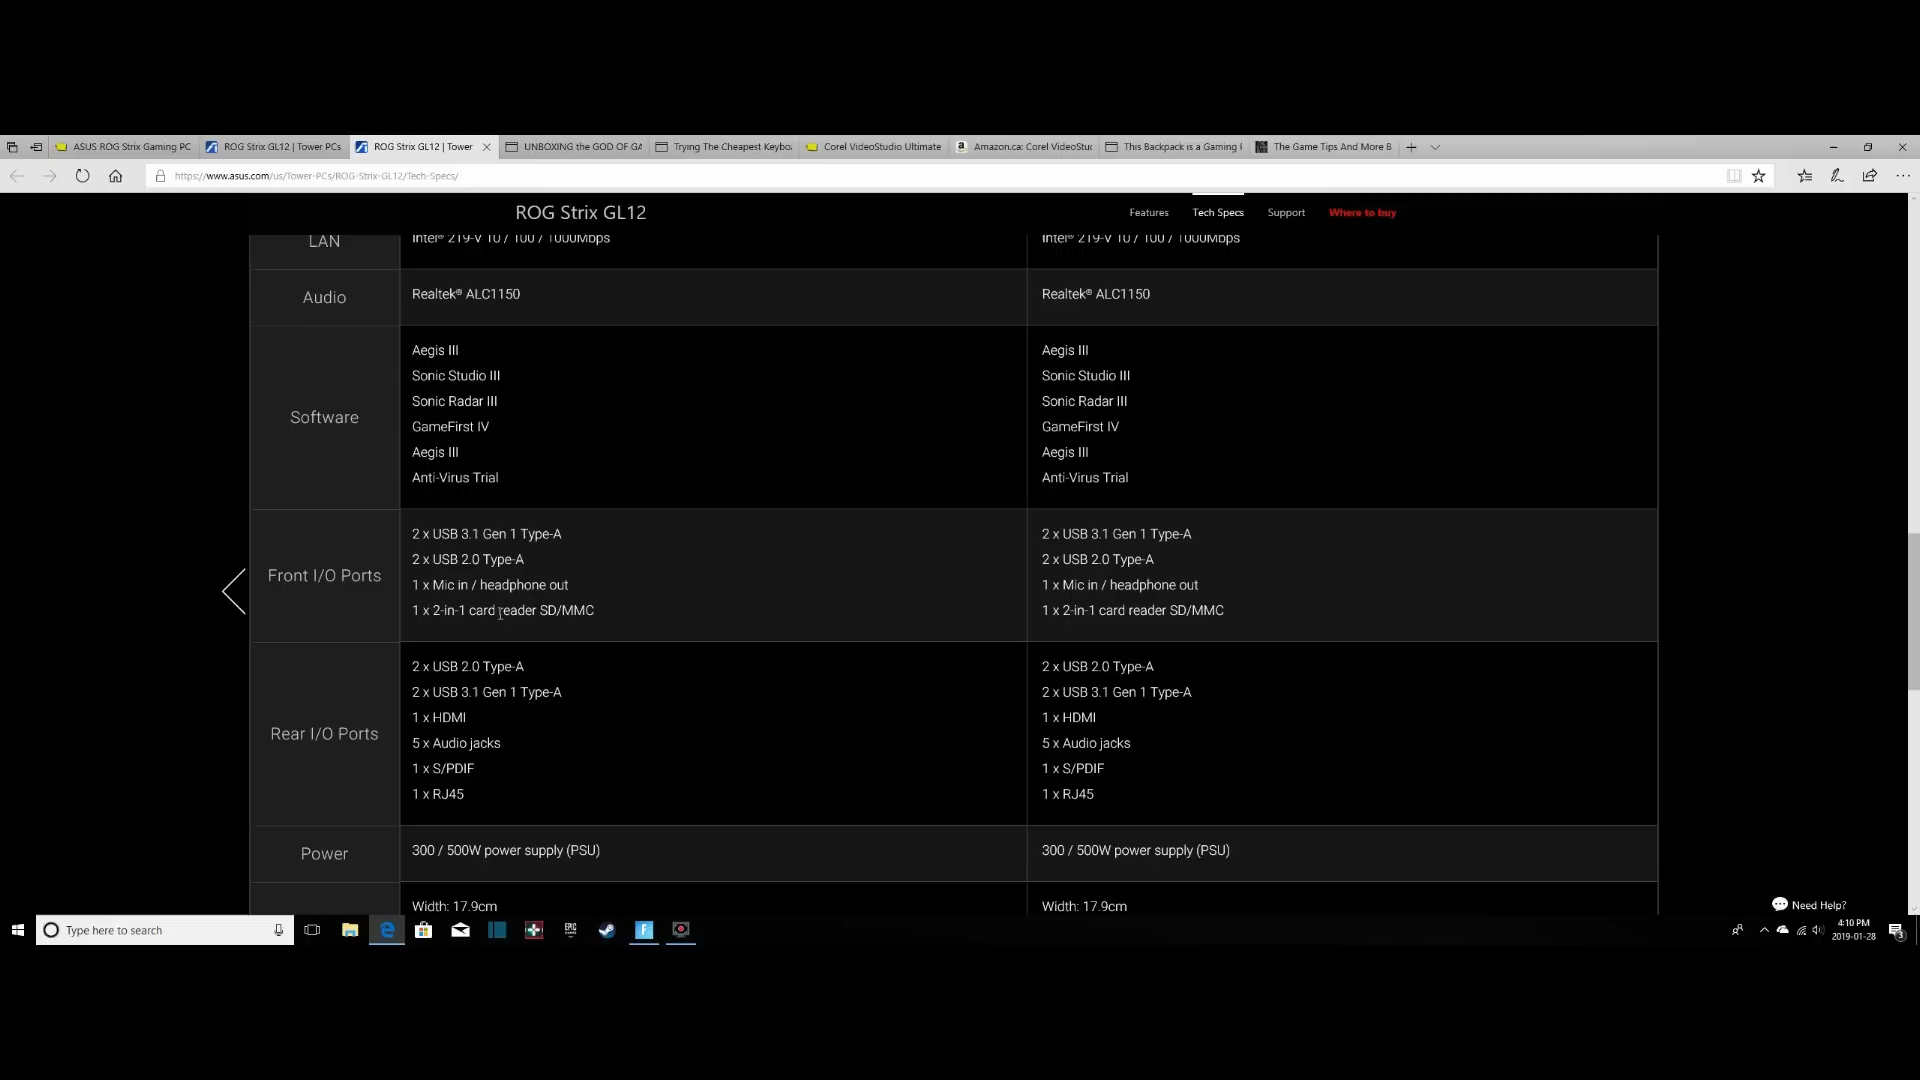 ASUS ROG Strix Gaming PC
ROG Strix GL12 | Tower PCs
ROG Strix GL12 | Tower
UNBOXING the GOD OF GA
Trying The Cheapest Keybo
Corel VideoStudio Ultimate
Amazon.ca: Corel VideoStu
This Backpack is a Gaming
The Game Tips And More B
https://www.asus.com/us/Tower-PCs/ROG-Strix-GL12/Tech-Specs/
ROG Strix GL12
Features
Tech Specs
Support
Where to buy
LAN
Intel® 219-V 10 / 100 / 1000Mbps
Intel® 219-V 10 / 100 / 1000Mbps
Audio
Realtek® ALC1150
Realtek® ALC1150
Software
Aegis III
Sonic Studio III
Sonic Radar III
GameFirst IV
Aegis III
Anti-Virus Trial
Aegis III
Sonic Studio III
Sonic Radar III
GameFirst IV
Aegis III
Anti-Virus Trial
Front I/O Ports
2 x USB 3.1 Gen 1 Type-A
2 x USB 2.0 Type-A
1 x Mic in / headphone out
1 x 2-in-1 card reader SD/MMC
2 x USB 3.1 Gen 1 Type-A
2 x USB 2.0 Type-A
1 x Mic in / headphone out
1 x 2-in-1 card reader SD/MMC
Rear I/O Ports
2 x USB 2.0 Type-A
2 x USB 3.1 Gen 1 Type-A
1 x HDMI
5 x Audio jacks
1 x S/PDIF
1 x RJ45
2 x USB 2.0 Type-A
2 x USB 3.1 Gen 1 Type-A
1 x HDMI
5 x Audio jacks
1 x S/PDIF
1 x RJ45
Power
300 / 500W power supply (PSU)
300 / 500W power supply (PSU)
Width: 17.9cm
Width: 17.9cm
Need Help?
Type here to search
EPIC
4:10 PM
2019-01-28
3